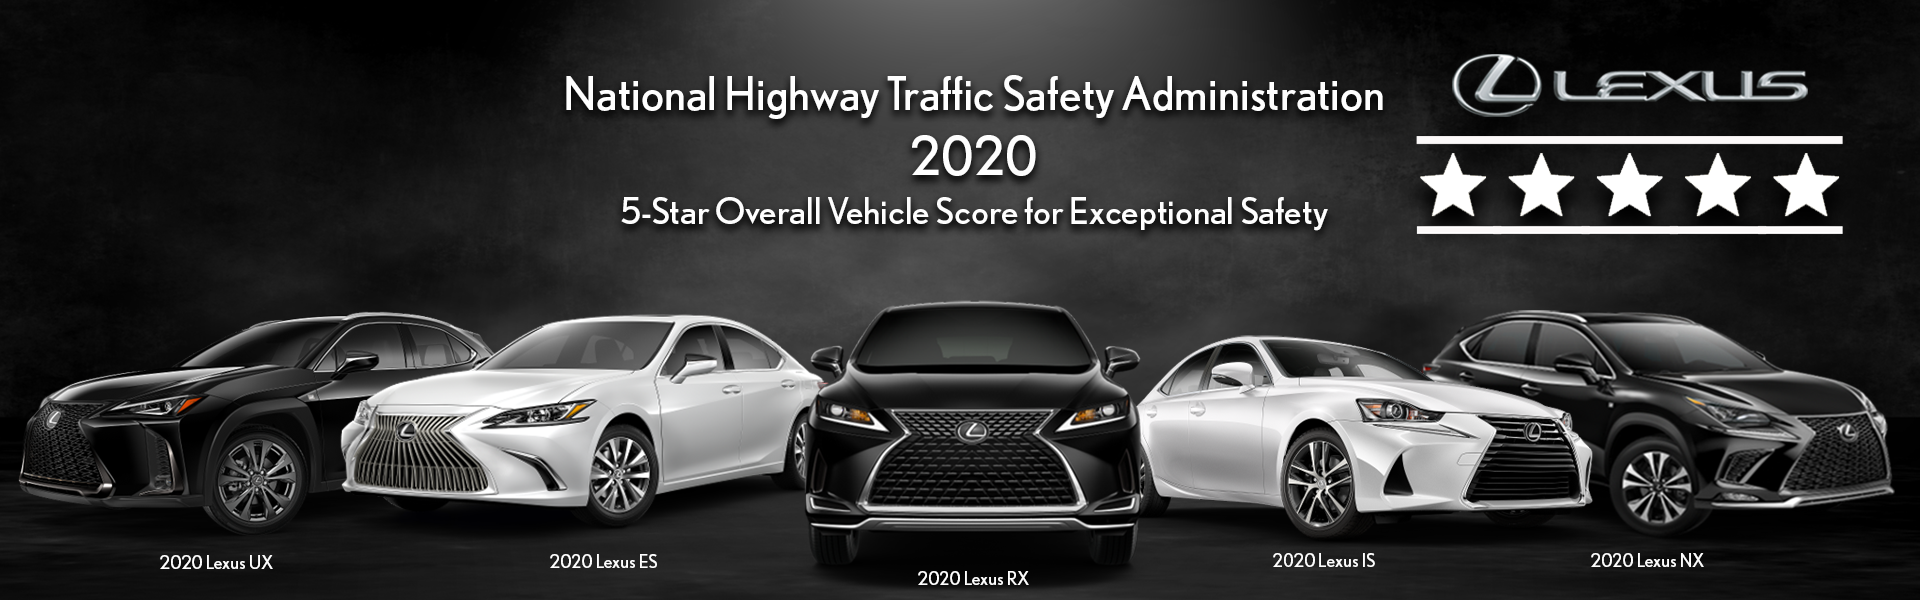 National Highway Traffic Safety Administration
2020
5-Star Overall Vehicle Score for Exceptional Safety
LEXUS
2020 Lexus UX
2020 Lexus ES
2020 Lexus RX
2020 Lexus IS
2020 Lexus NX